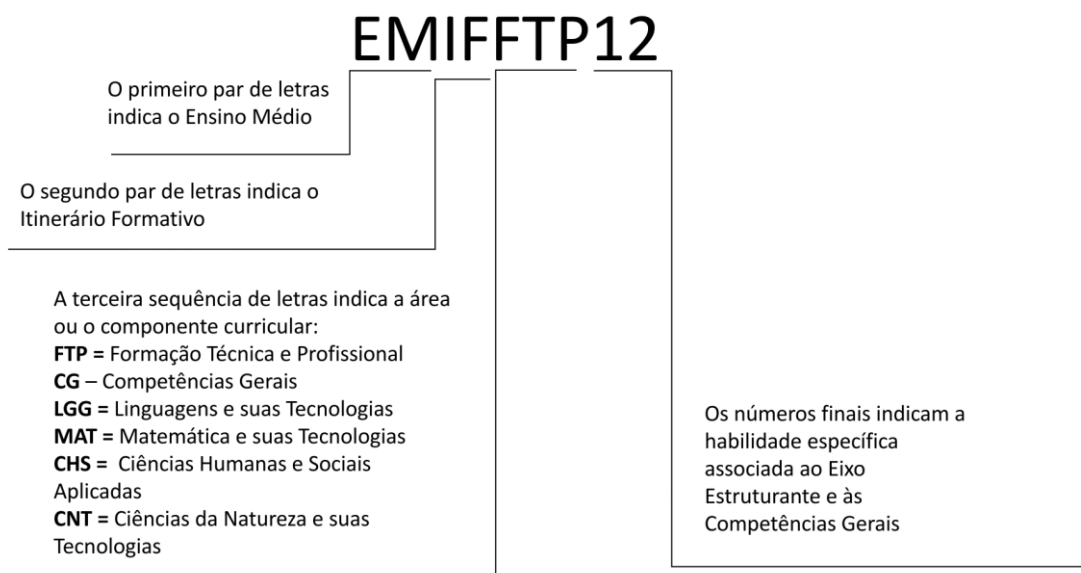 EMIFFTP12
O primeiro par de letras
indica o Ensino Médio
O segundo par de letras indica o
Itinerário Formativo
A terceira sequência de letras indica a área
ou o componente curricular:
FTP = Formação Técnica e Profissional
CG – Competências Gerais
LGG = Linguagens e suas Tecnologias
MAT = Matemática e suas Tecnologias
CHS = Ciências Humanas e Sociais
Aplicadas
CNT = Ciências da Natureza e suas
Tecnologias
Os números finais indicam a
habilidade específica
associada ao Eixo
Estruturante e às
Competências Gerais